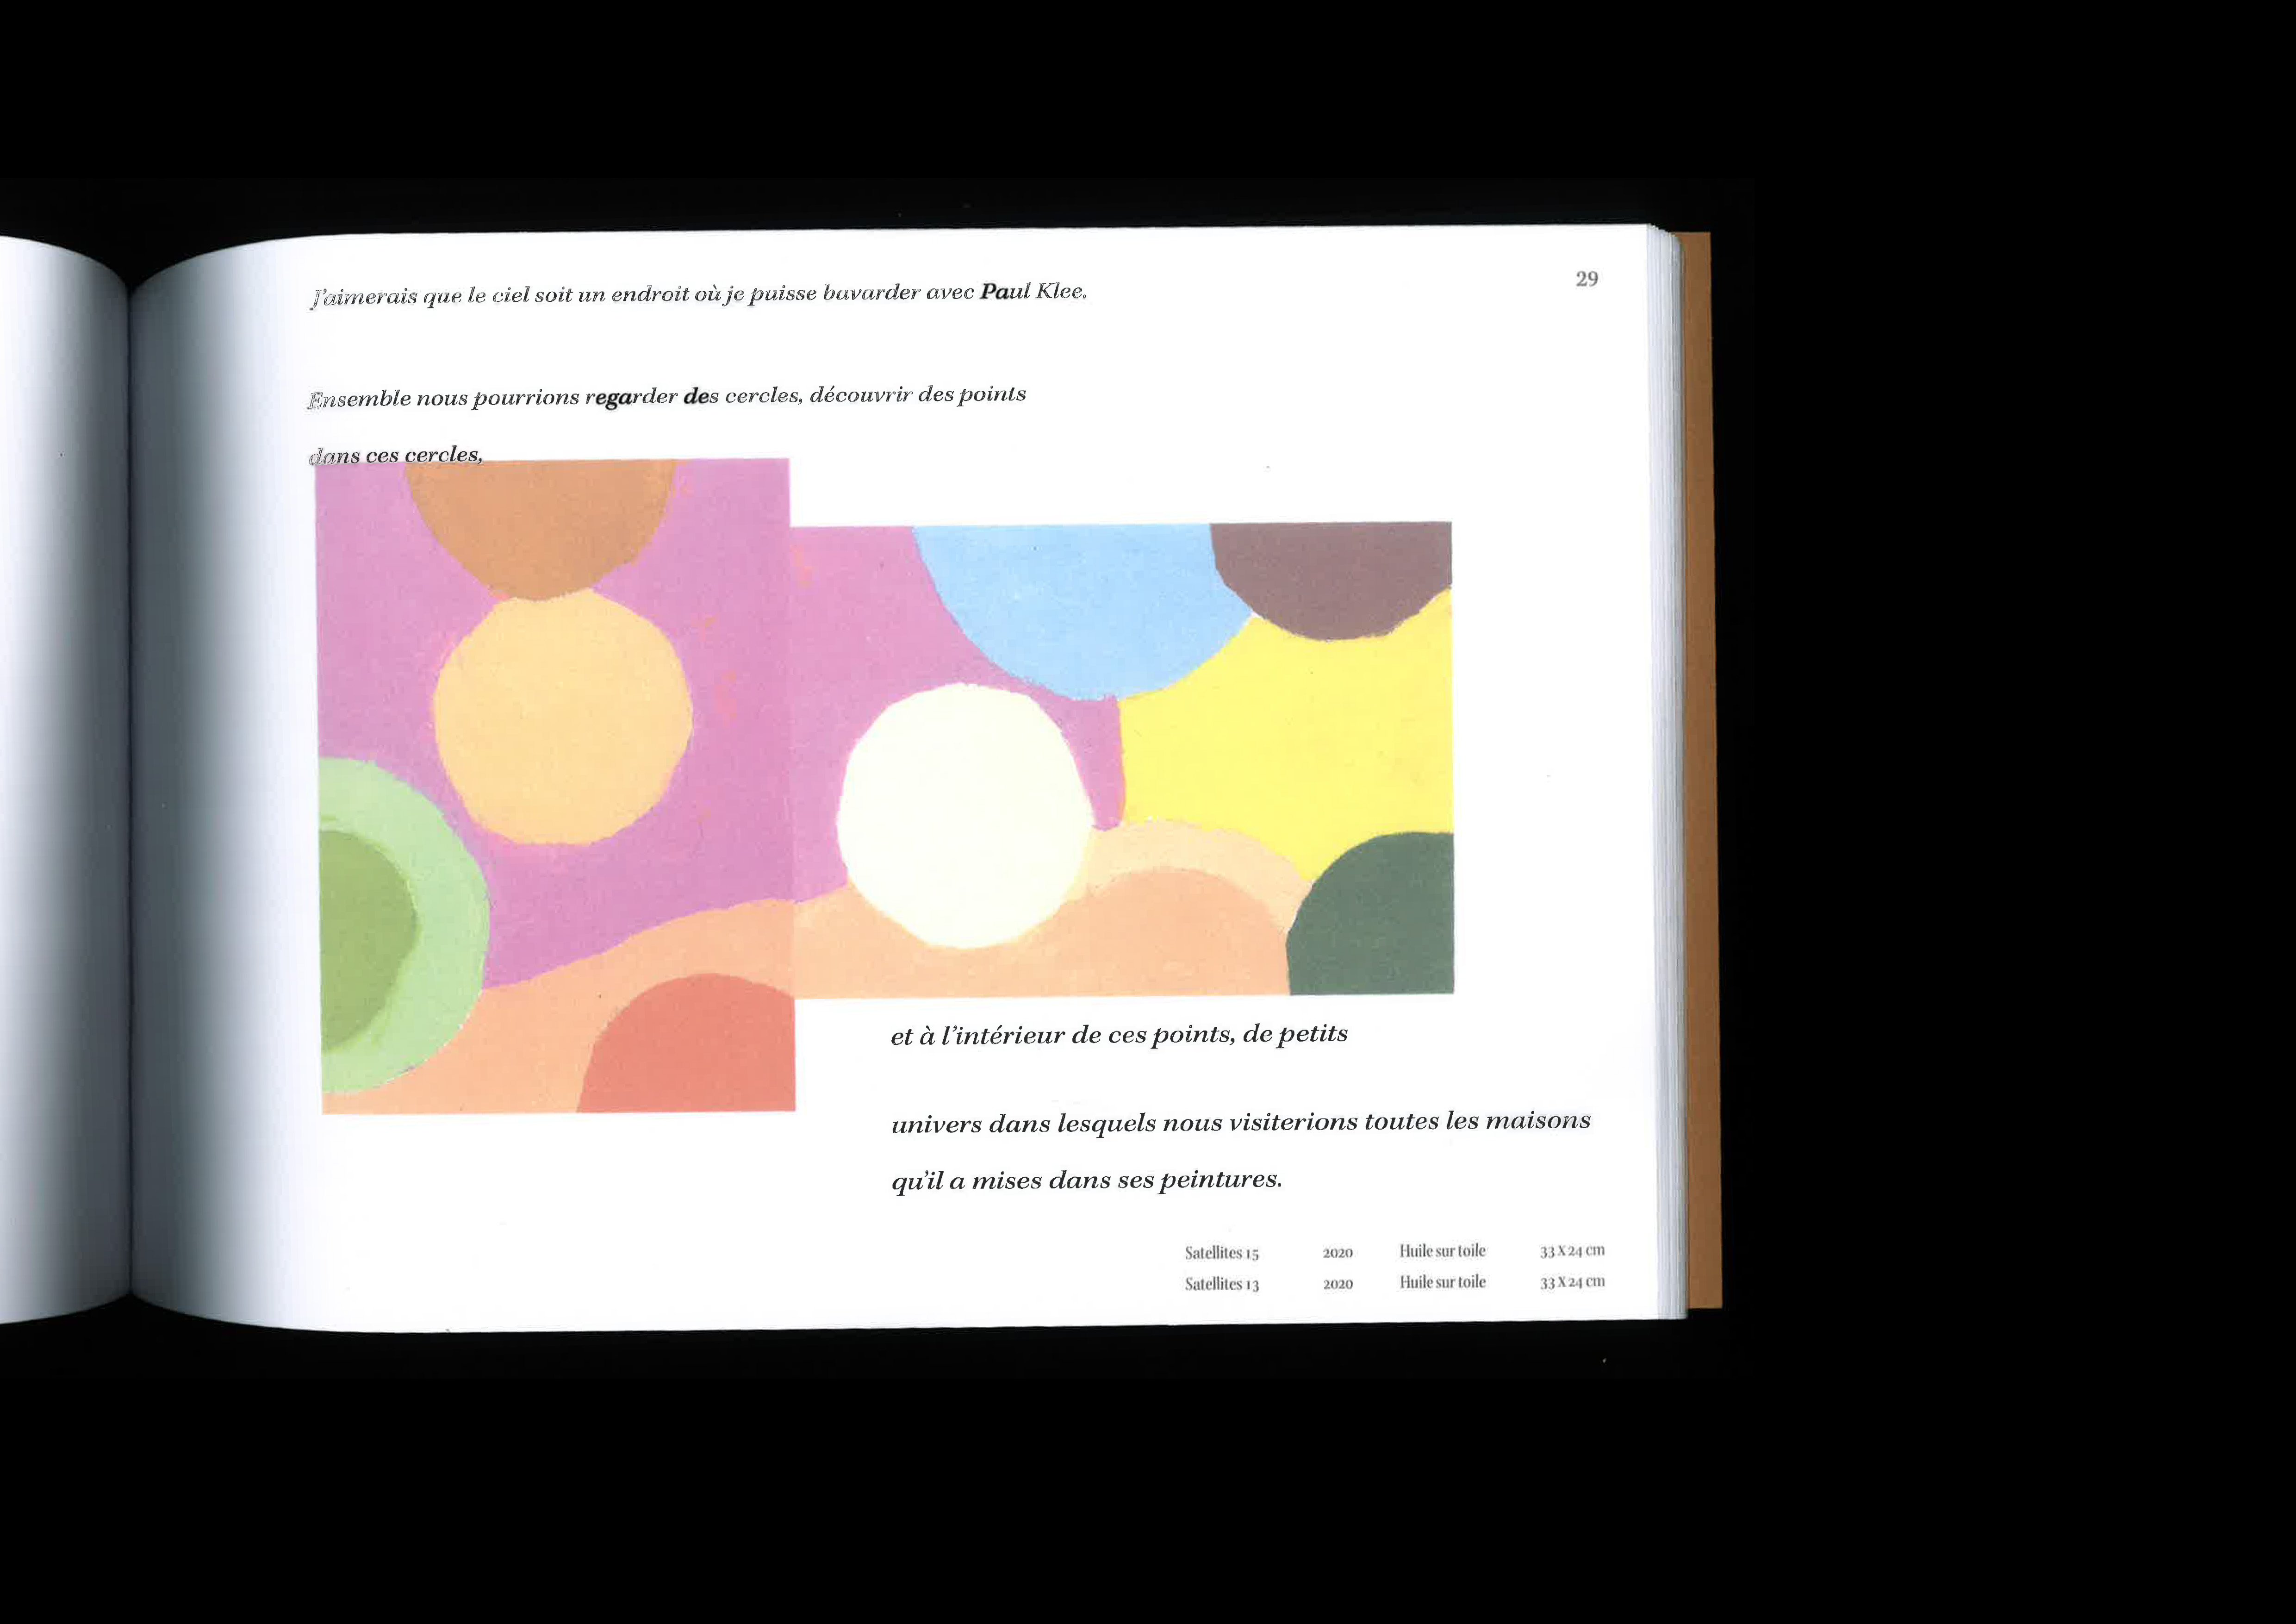 29
J'aimerais que le ciel soit un endroit où je puisse bavarder avec Paul Klee.
Ensemble nous pourrions regarder des cercles, découvrir des points
dans ces cercles,
et à l'intérieur de ces points, de petits
univers dans lesquels nous visiterions toutes les maisons
qu'il a mises dans ses peintures.
Satellites 15 2020 Huile sur toile 33 X 24 cm
Satellites 13 2020 Huile sur toile 33 X 24 cm